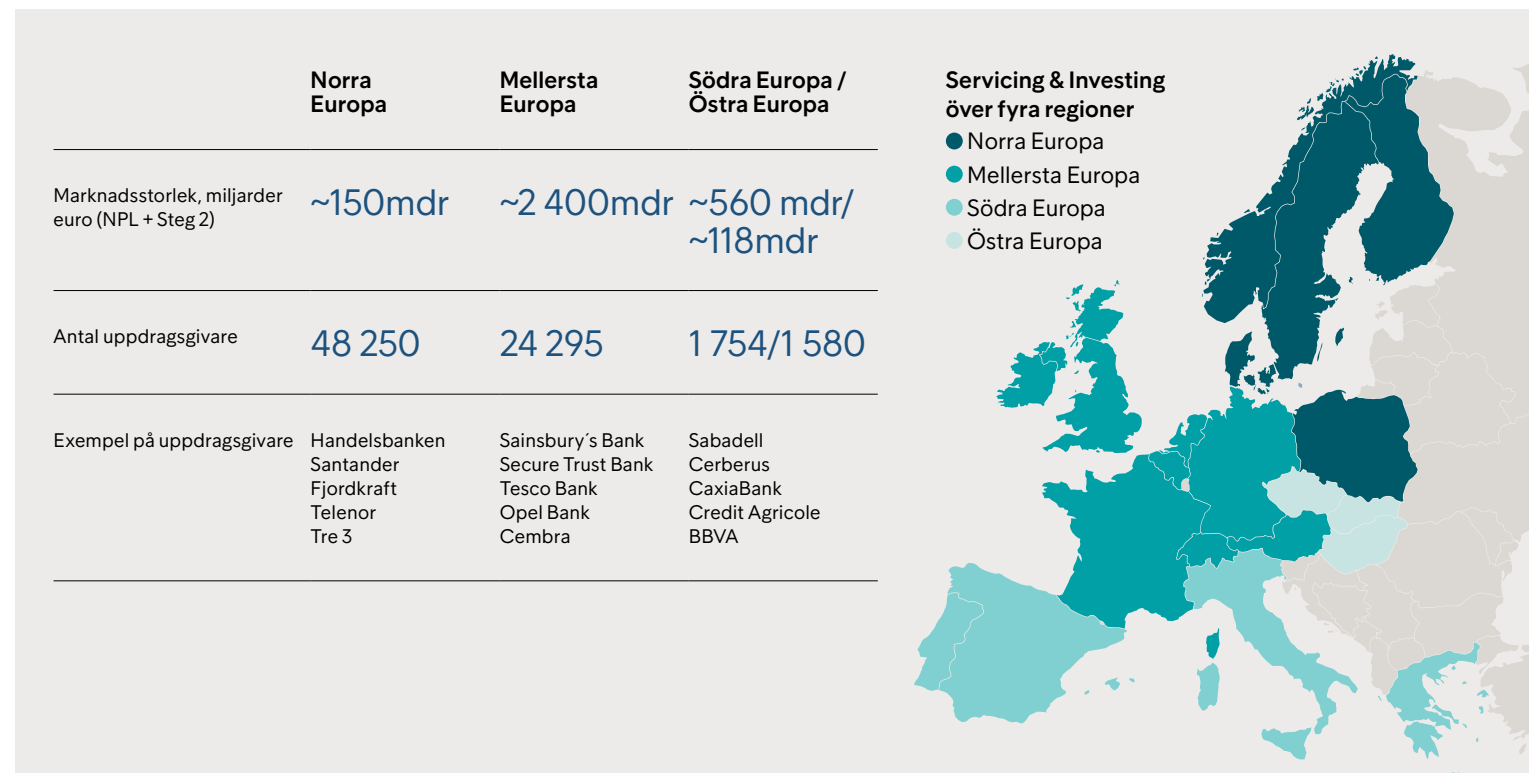 Norra
Europa
Mellersta
Europa
Södra Europa /
Östra Europa
Marknadsstorlek, miljarder
euro (NPL + Steg 2)
~150mdr
~2 400mdr
~560 mdr/
~118mdr
Antal uppdragsgivare
48 250
24 295
1 754/1 580
Exempel på uppdragsgivare
Handelsbanken
Santander
Fjordkraft
Telenor
Tre 3
Sainsbury´s Bank
Secure Trust Bank
Tesco Bank
Opel Bank
Cembra
Sabadell
Cerberus
CaxiaBank
Credit Agricole
BBVA
Servicing & Investing
över fyra regioner
Norra Europa
Mellersta Europa
Södra Europa
Östra Europa